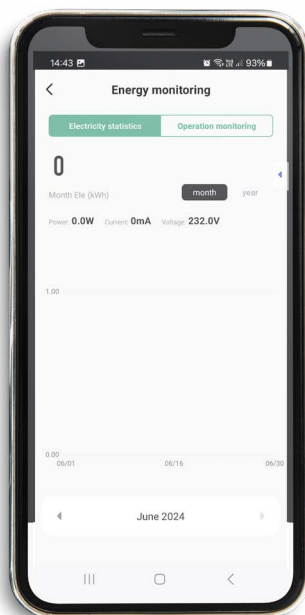 14:43 93%
Energy monitoring
Electricity statistics Operation monitoring
0
Month Ele (kWh) month year
Power: 0.0W Current: 0mA Voltage: 232.0V
1.00
0.00
06/01 06/16 06/30
June 2024